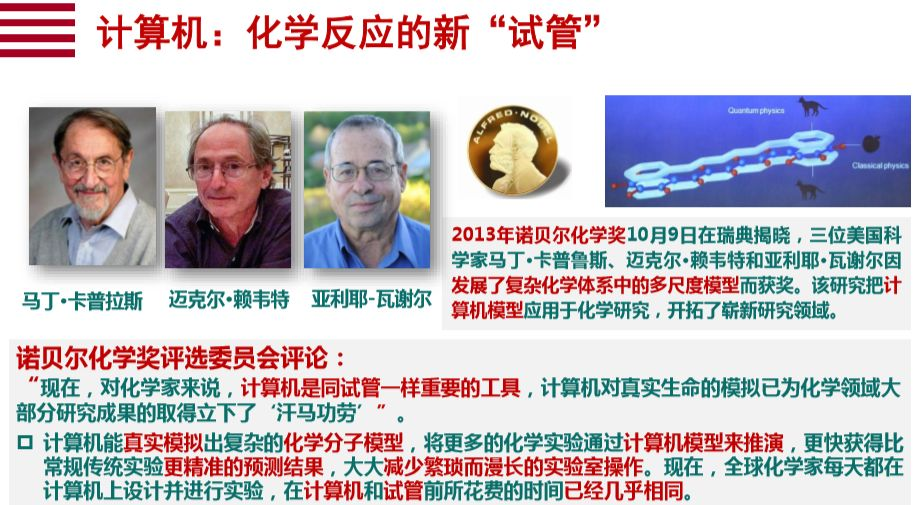 计算机：化学反应的新“试管”
ALFRED·NOBEL
Quantum physics
Classical physics
马丁·卡普拉斯
迈克尔·赖韦特
亚利耶-瓦谢尔
2013年诺贝尔化学奖10月9日在瑞典揭晓，三位美国科
学家马丁·卡普鲁斯、迈克尔·赖韦特和亚利耶·瓦谢尔因
发展了复杂化学体系中的多尺度模型而获奖。该研究把计
算机模型应用于化学研究，开拓了崭新研究领域。
诺贝尔化学奖评选委员会评论：
“现在，对化学家来说，计算机是同试管一样重要的工具，计算机对真实生命的模拟已为化学领域大
部分研究成果的取得立下了‘汗马功劳’”。
计算机能真实模拟出复杂的化学分子模型，将更多的化学实验通过计算机模型来推演，更快获得比
常规传统实验更精准的预测结果，大大减少繁琐而漫长的实验室操作。现在，全球化学家每天都在
计算机上设计并进行实验，在计算机和试管前所花费的时间已经几乎相同。